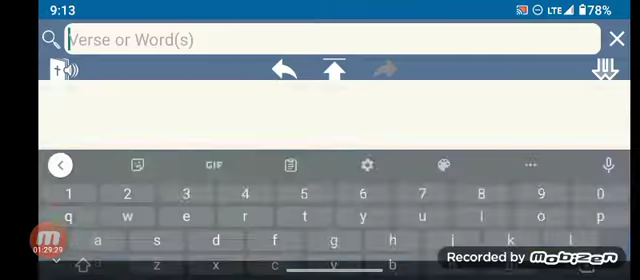 9:13 LTE 78%
Verse or Word(s)
GIF
1 2 3 4 5 6 7 8 9 0
q w e r t y u i o p
a s d f g h j k l
01:29:29
Recorded by mobizen
z x c v b n